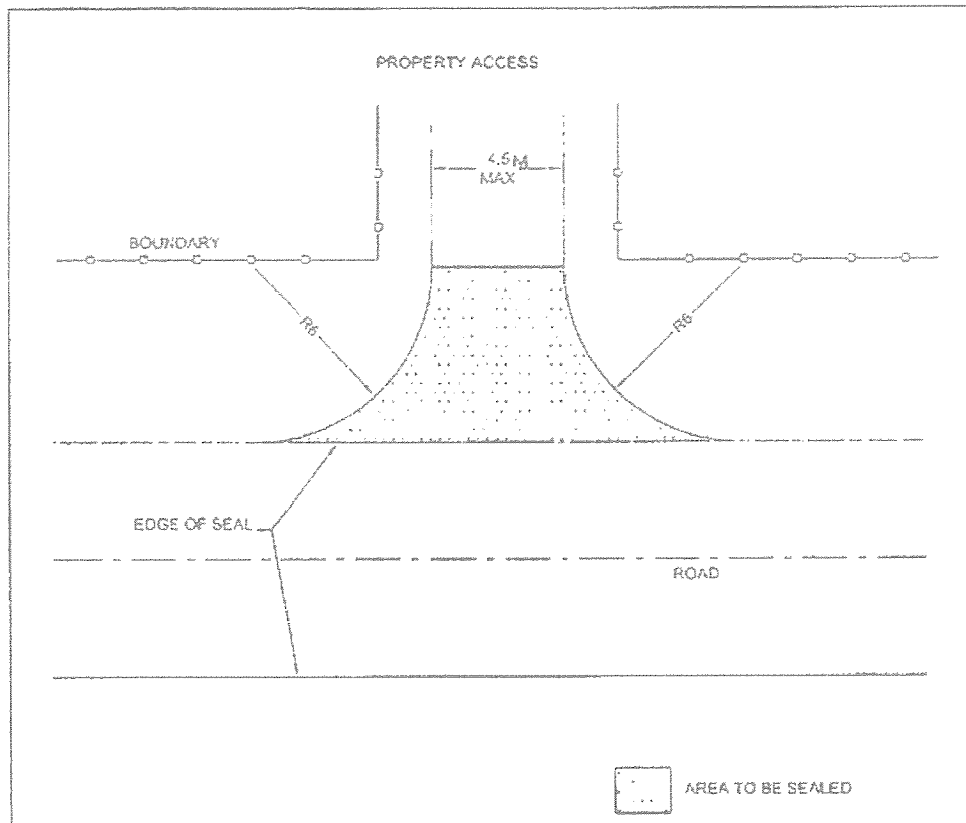 PROPERTY ACCESS
4.5M
MAX
BOUNDARY
R6
R6
EDGE OF SEAL
ROAD
AREA TO BE SEALED